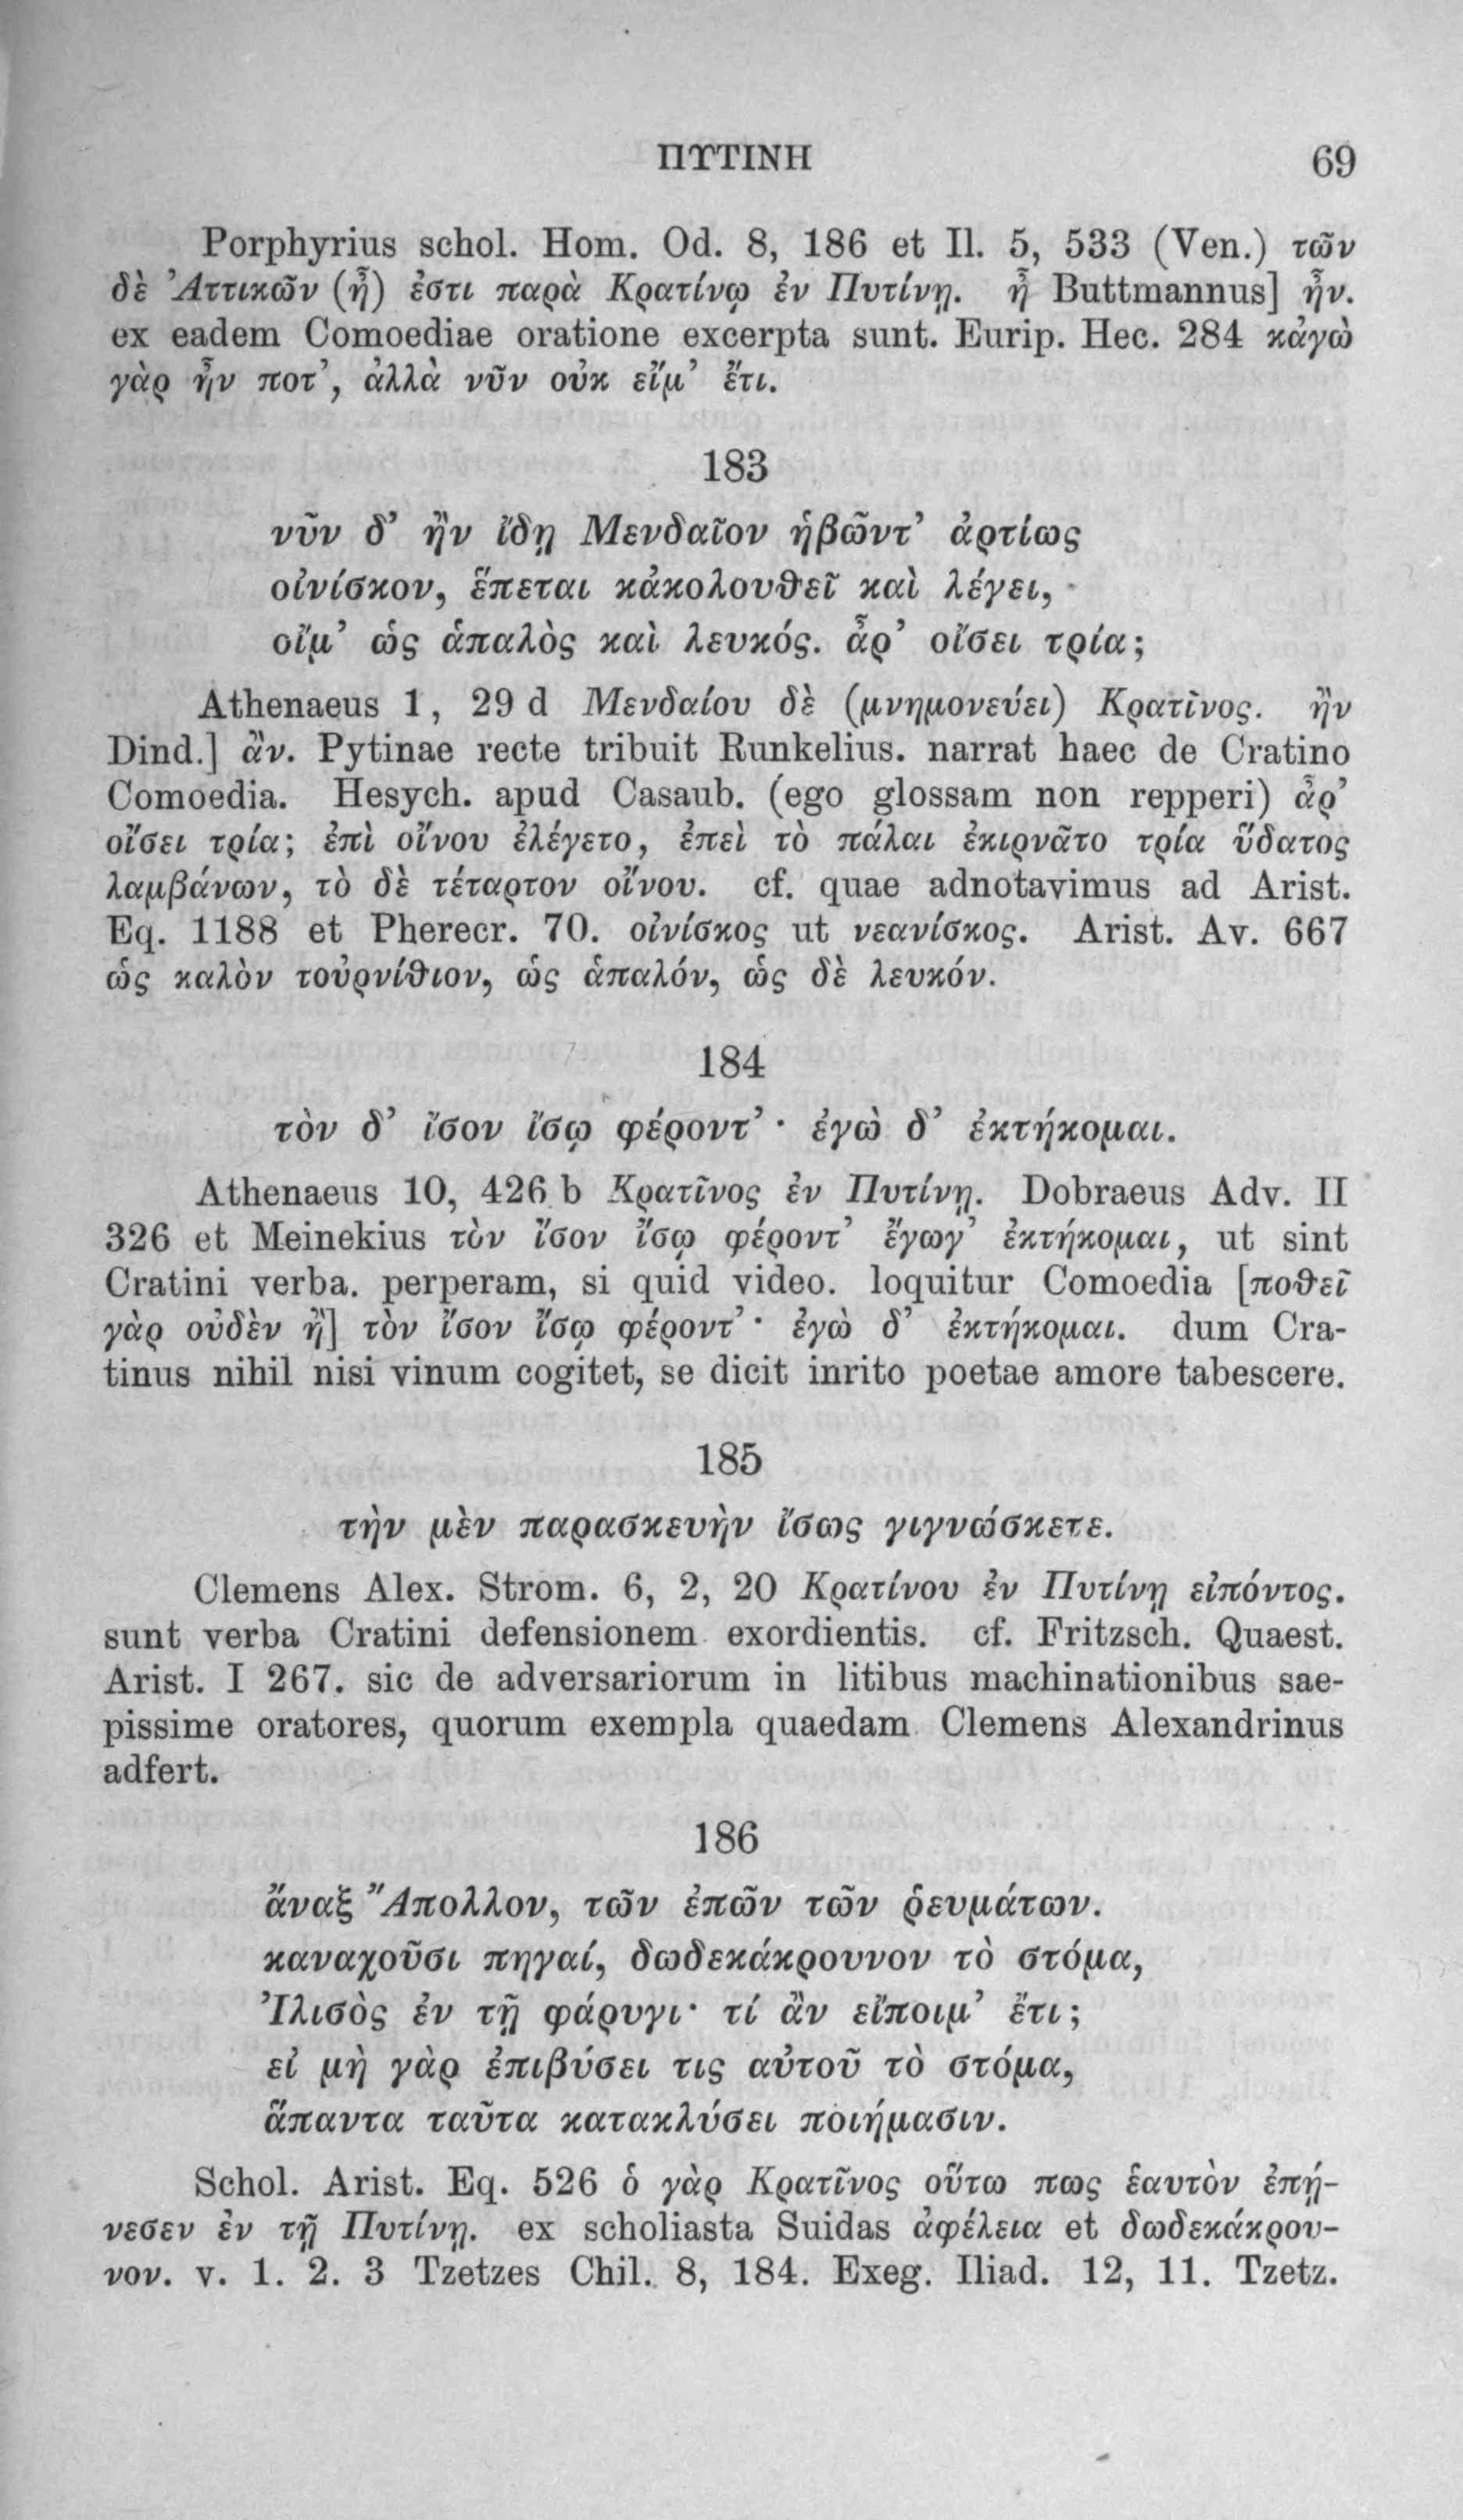 ΠΥΤΙΝΗ 69
Porphyrius schol. Hom. Od. 8, 186 et Il. 5, 533 (Ven.) τῶν
δὲ Ἀττικῶν (ἦ) ἐστι παρὰ Κρατίνῳ ἐν Πυτίνῃ. ἦ Buttmannus] ἦν.
ex eadem Comoediae oratione excerpta sunt. Eurip. Hec. 284 κἀγὼ
γὰρ ἦν ποτ’, ἀλλὰ νῦν οὐκ εἴμ’ ἔτι.
183
νῦν δ’ ἢν ἴδῃ Μενδαῖον ἡβῶντ’ ἀρτίως
οἰνίσκον, ἕπεται κἀκολουθεῖ καὶ λέγει,
οἴμ’ ὡς ἁπαλὸς καὶ λευκός. ἆρ’ οἴσει τρία;
Athenaeus 1, 29 d Μενδαίου δὲ (μνημονεύει) Κρατῖνος. ἢν
Dind.] ἂν. Pytinae recte tribuit Runkelius. narrat haec de Cratino
Comoedia. Hesych. apud Casaub. (ego glossam non repperi) ἆρ’
οἴσει τρία; ἐπὶ οἴνου ἐλέγετο, ἐπεὶ τὸ πάλαι ἐκιρνᾶτο τρία ὕδατος
λαμβάνων, τὸ δὲ τέταρτον οἴνου. cf. quae adnotavimus ad Arist.
Eq. 1188 et Pherecr. 70. οἰνίσκος ut νεανίσκος. Arist. Av. 667
ὡς καλὸν τοὐρνίθιον, ὡς ἁπαλόν, ὡς δὲ λευκόν.
184
τὸν δ’ ἴσον ἴσῳ φέροντ’· ἐγὼ δ’ ἐκτήκομαι.
Athenaeus 10, 426 b Κρατῖνος ἐν Πυτίνῃ. Dobraeus Adv. II
326 et Meinekius τὸν ἴσον ἴσῳ φέροντ’ ἔγωγ’ ἐκτήκομαι, ut sint
Cratini verba. perperam, si quid video. loquitur Comoedia [ποθεῖ
γὰρ οὐδὲν ἢ] τὸν ἴσον ἴσῳ φέροντ’· ἐγὼ δ’ ἐκτήκομαι. dum Cra-
tinus nihil nisi vinum cogitet, se dicit inrito poetae amore tabescere.
185
τὴν μὲν παρασκευὴν ἴσως γιγνώσκετε.
Clemens Alex. Strom. 6, 2, 20 Κρατίνου ἐν Πυτίνῃ εἰπόντος.
sunt verba Cratini defensionem exordientis. cf. Fritzsch. Quaest.
Arist. I 267. sic de adversariorum in litibus machinationibus sae-
pissime oratores, quorum exempla quaedam Clemens Alexandrinus
adfert.
186
ἄναξ Ἄπολλον, τῶν ἐπῶν τῶν ῥευμάτων.
καναχοῦσι πηγαί, δωδεκάκρουνον τὸ στόμα,
Ἰλισὸς ἐν τῇ φάρυγι· τί ἂν εἴποιμ’ ἔτι;
εἰ μὴ γὰρ ἐπιβύσει τις αὐτοῦ τὸ στόμα,
ἅπαντα ταῦτα κατακλύσει ποιήμασιν.
Schol. Arist. Eq. 526 ὁ γὰρ Κρατῖνος οὕτω πως ἑαυτὸν ἐπῄ-
νεσεν ἐν τῇ Πυτίνῃ. ex scholiasta Suidas ἀφέλεια et δωδεκάκρου-
νον. v. 1. 2. 3 Tzetzes Chil. 8, 184. Exeg. Iliad. 12, 11. Tzetz.